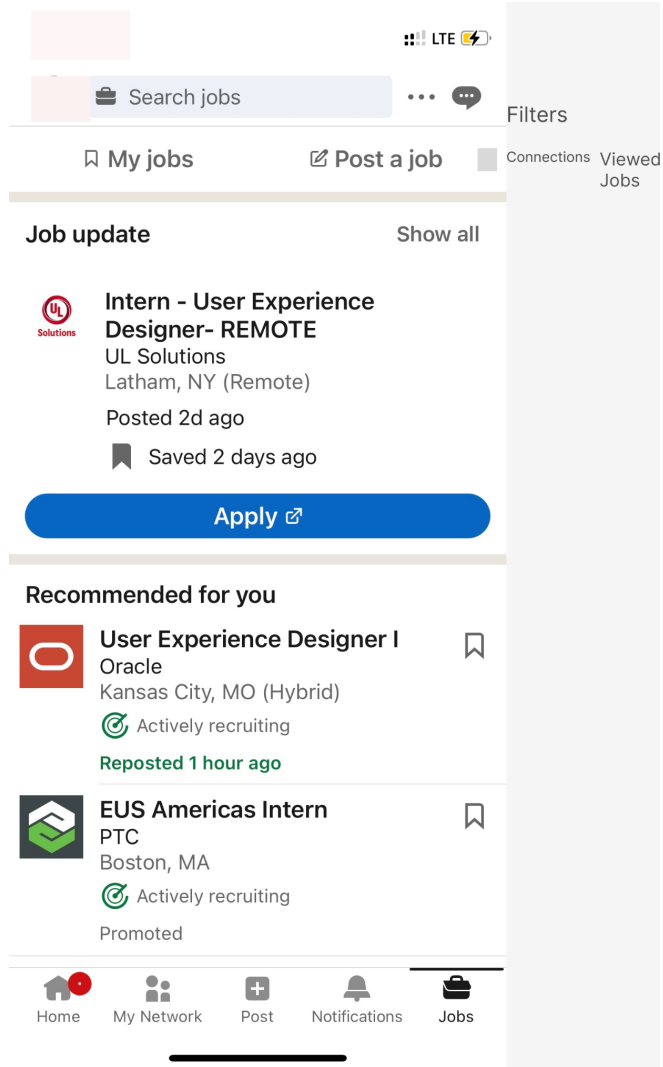 LTE
Search jobs
Filters
My jobs
Post a job
Connections
Viewed
Jobs
Job update
Show all
UL
Solutions
Intern - User Experience
Designer- REMOTE
UL Solutions
Latham, NY (Remote)
Posted 2d ago
Saved 2 days ago
Apply
Recommended for you
User Experience Designer I
Oracle
Kansas City, MO (Hybrid)
Actively recruiting
Reposted 1 hour ago
EUS Americas Intern
PTC
Boston, MA
Actively recruiting
Promoted
Home
My Network
Post
Notifications
Jobs